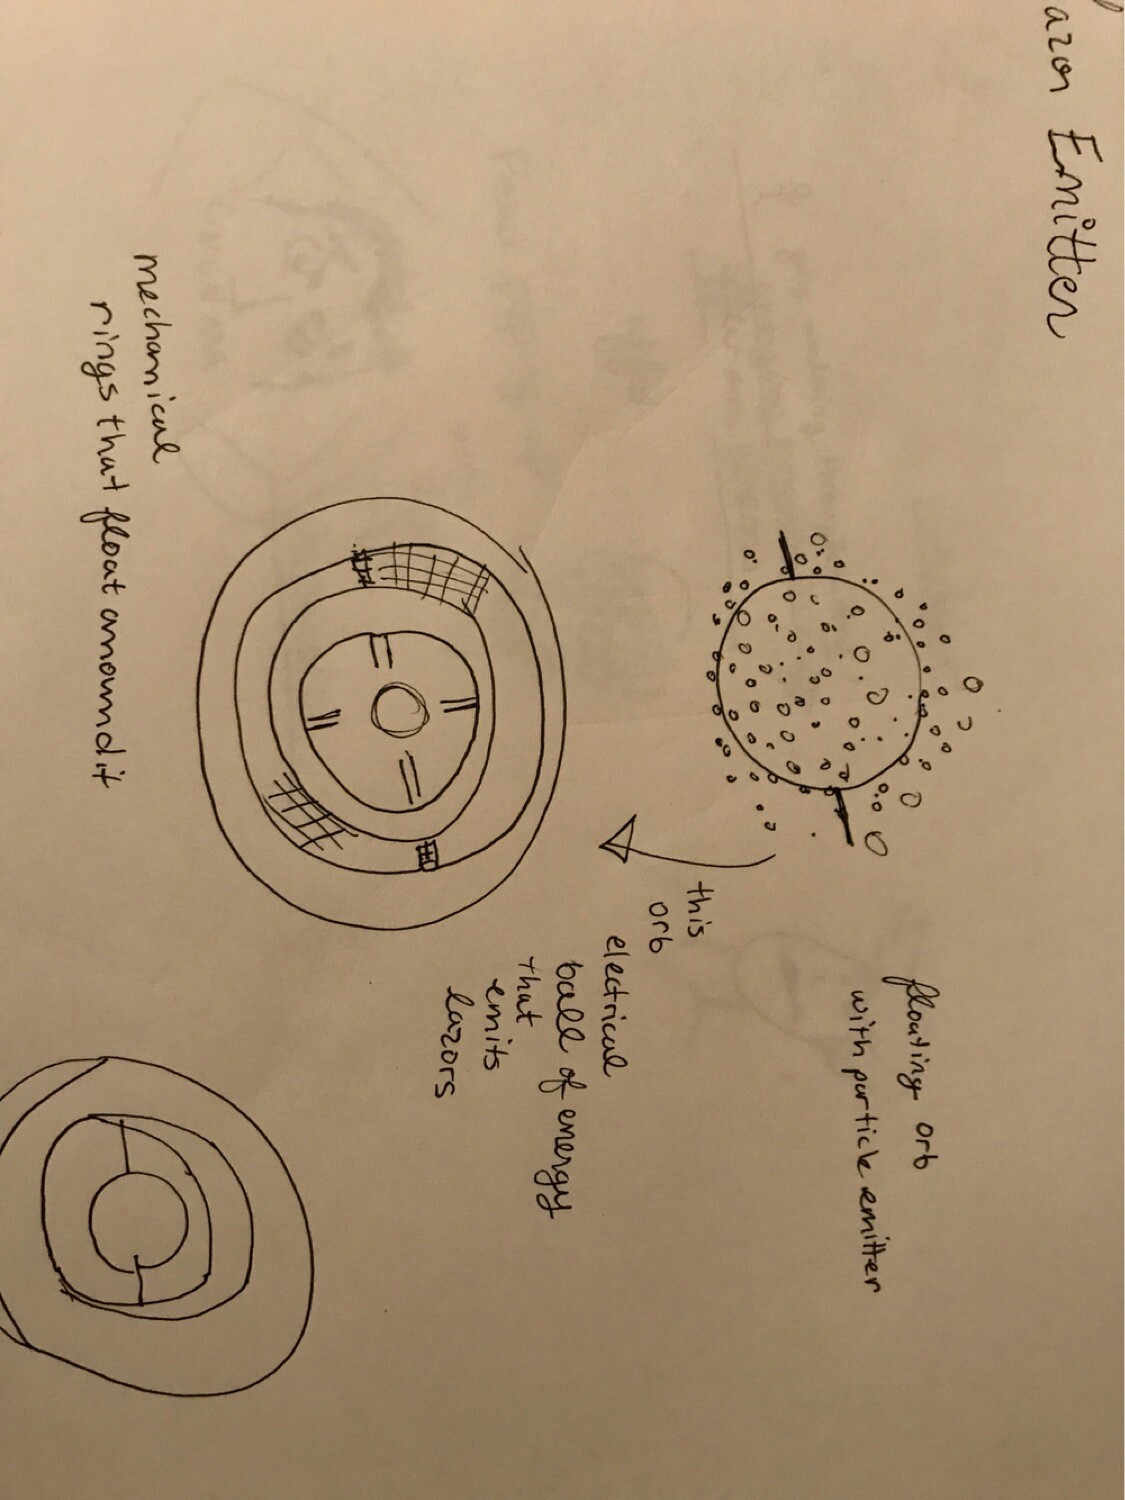 Lazor Emitter
floating orb
with particle emitter
this
orb
electrical
ball of energy
that
emits
lazors
mechanical
rings that float around it